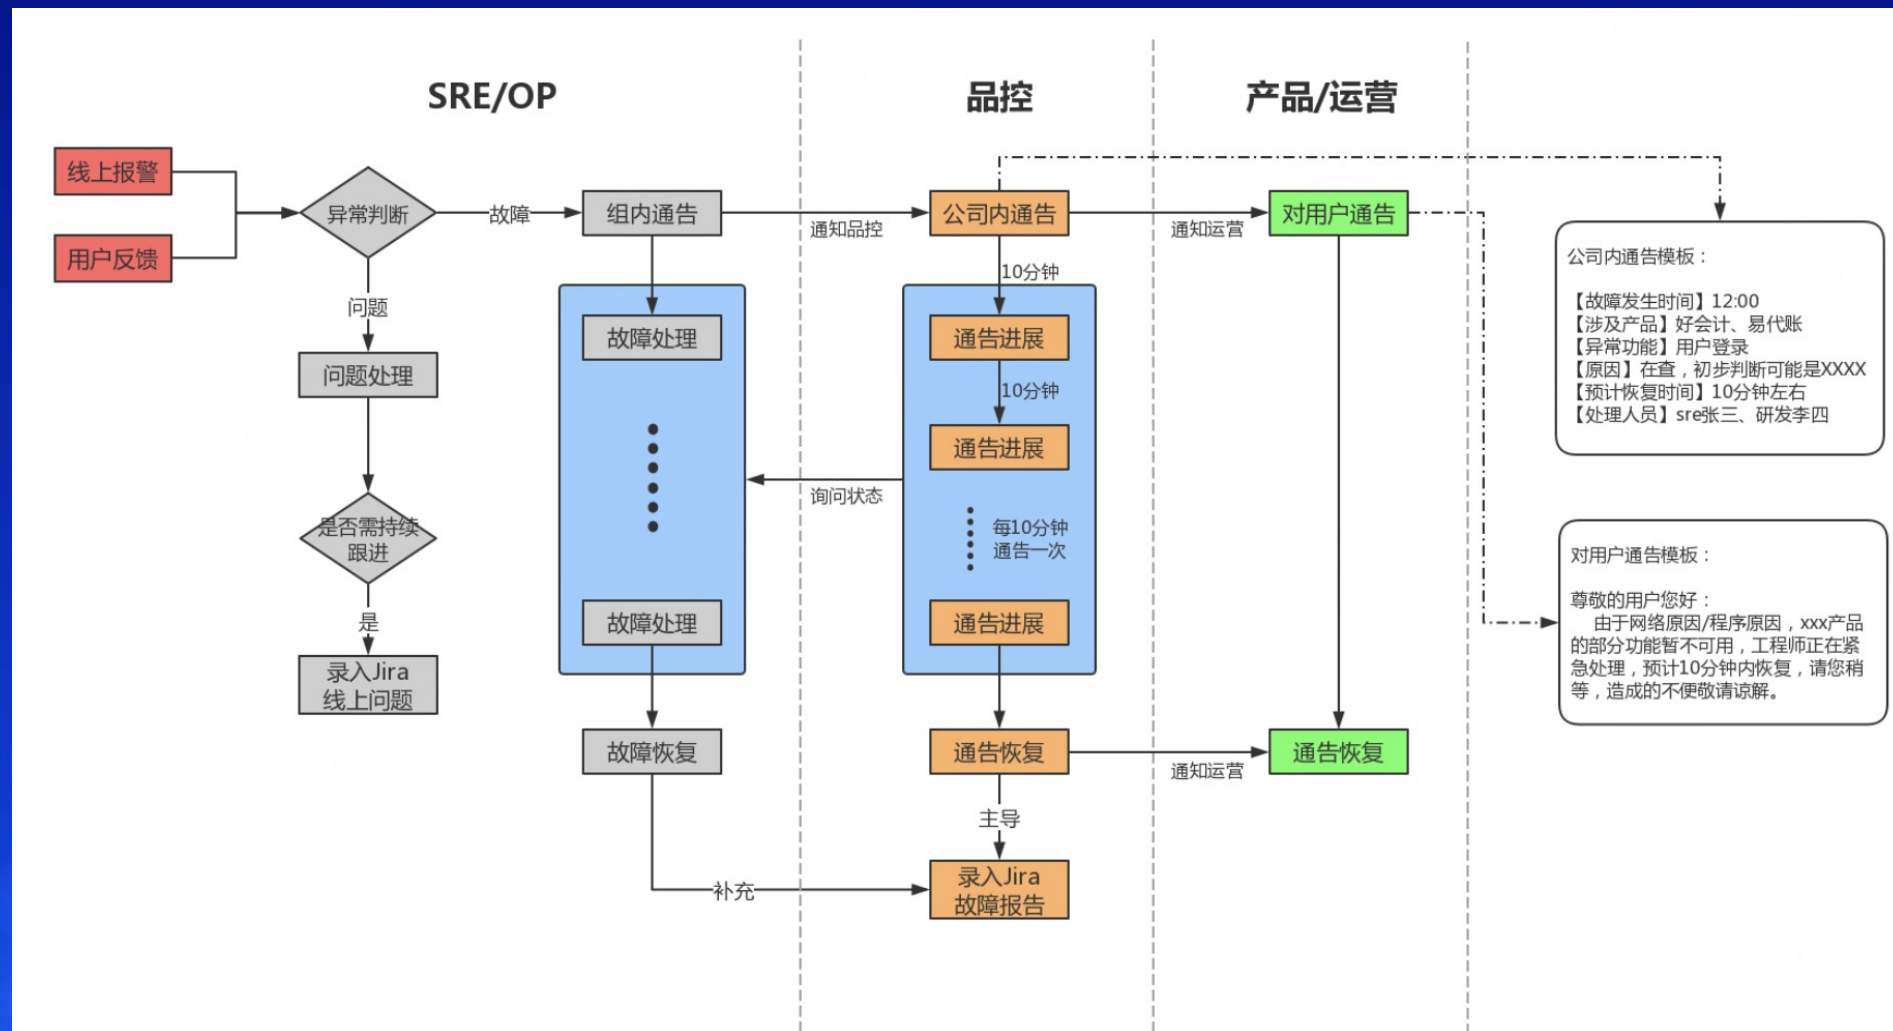 SRE/OP
品控
产品/运营
线上报警
用户反馈
异常判断
故障
组内通告
通知品控
公司内通告
通知运营
对用户通告
问题
问题处理
是否需持续
跟进
是
录入Jira
线上问题
故障处理
故障处理
故障恢复
补充
询问状态
10分钟
通告进展
10分钟
通告进展
每10分钟
通告一次
通告进展
通告恢复
通知运营
通告恢复
主导
录入Jira
故障报告
公司内通告模板：
【故障发生时间】12:00
【涉及产品】好会计、易代账
【异常功能】用户登录
【原因】在查，初步判断可能是XXXX
【预计恢复时间】10分钟左右
【处理人员】sre张三、研发李四
对用户通告模板：
尊敬的用户您好：
由于网络原因/程序原因，xxx产品
的部分功能暂不可用，工程师正在紧
急处理，预计10分钟内恢复，请您稍
等，造成的不便敬请谅解。